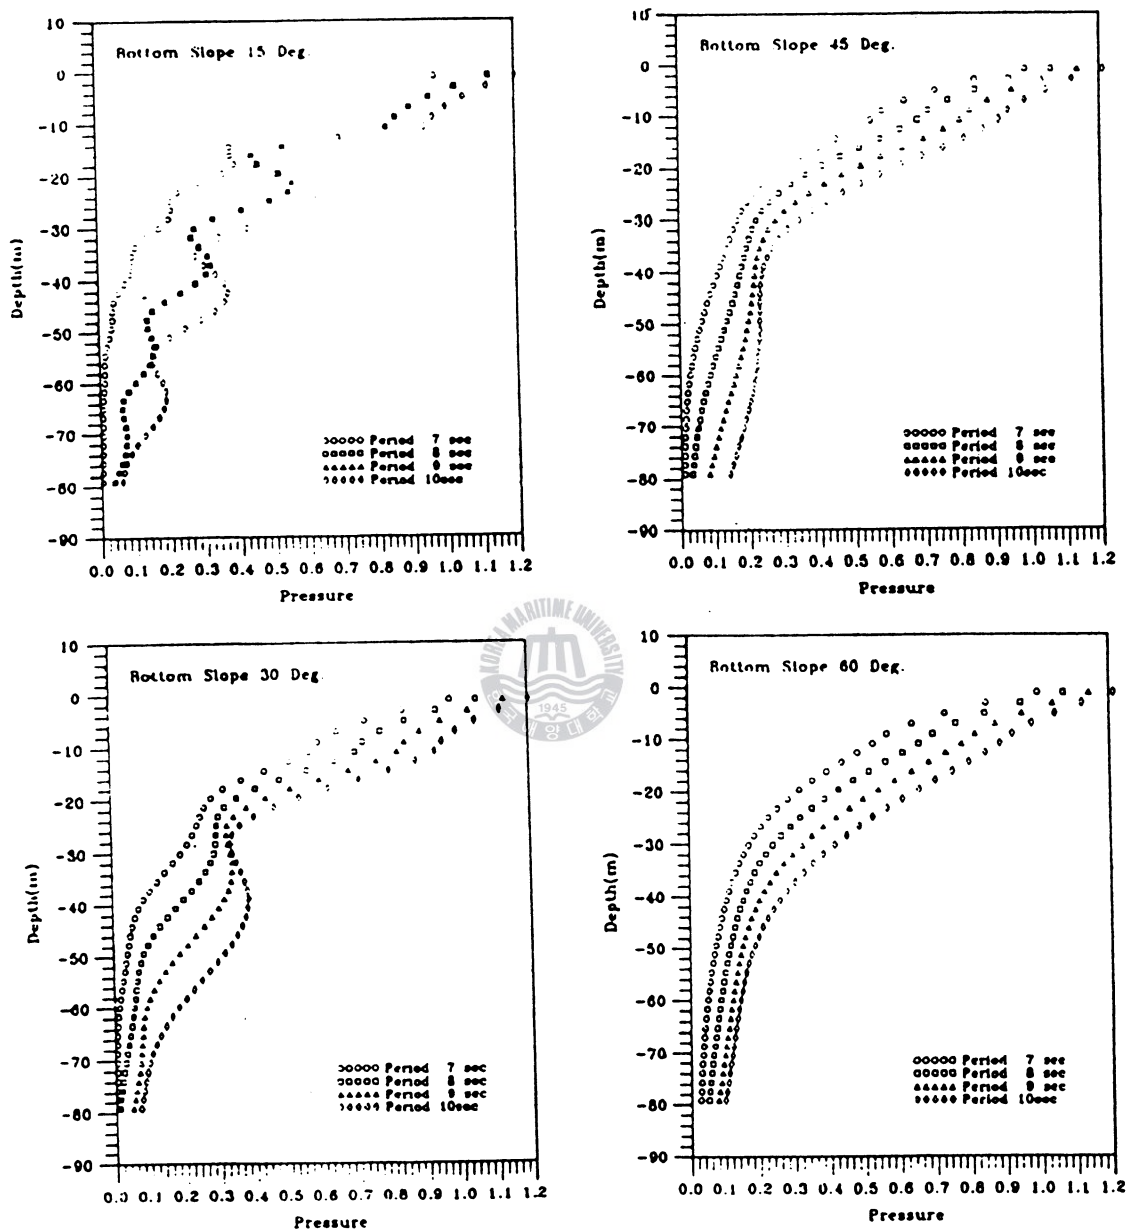 Bottom Slope 15 Deg.
10
0
-10
-20
-30
-40
-50
-60
-70
-80
-90
Depth(m)
Period 7 sec
Period 8 sec
Period 9 sec
Period 10sec
0.0 0.1 0.2 0.3 0.4 0.5 0.6 0.7 0.8 0.9 1.0 1.1 1.2
Pressure
Bottom Slope 45 Deg.
10
0
-10
-20
-30
-40
-50
-60
-70
-80
-90
Depth(m)
Period 7 sec
Period 8 sec
Period 9 sec
Period 10sec
0.0 0.1 0.2 0.3 0.4 0.5 0.6 0.7 0.8 0.9 1.0 1.1 1.2
Pressure
KOREA MARITIME UNIVERSITY
1945
한국해양대학교
Bottom Slope 30 Deg.
10
0
-10
-20
-30
-40
-50
-60
-70
-80
-90
Depth(m)
Period 7 sec
Period 8 sec
Period 9 sec
Period 10sec
0.0 0.1 0.2 0.3 0.4 0.5 0.6 0.7 0.8 0.9 1.0 1.1 1.2
Pressure
Bottom Slope 60 Deg.
10
0
-10
-20
-30
-40
-50
-60
-70
-80
-90
Depth(m)
Period 7 sec
Period 8 sec
Period 9 sec
Period 10sec
0.0 0.1 0.2 0.3 0.4 0.5 0.6 0.7 0.8 0.9 1.0 1.1 1.2
Pressure